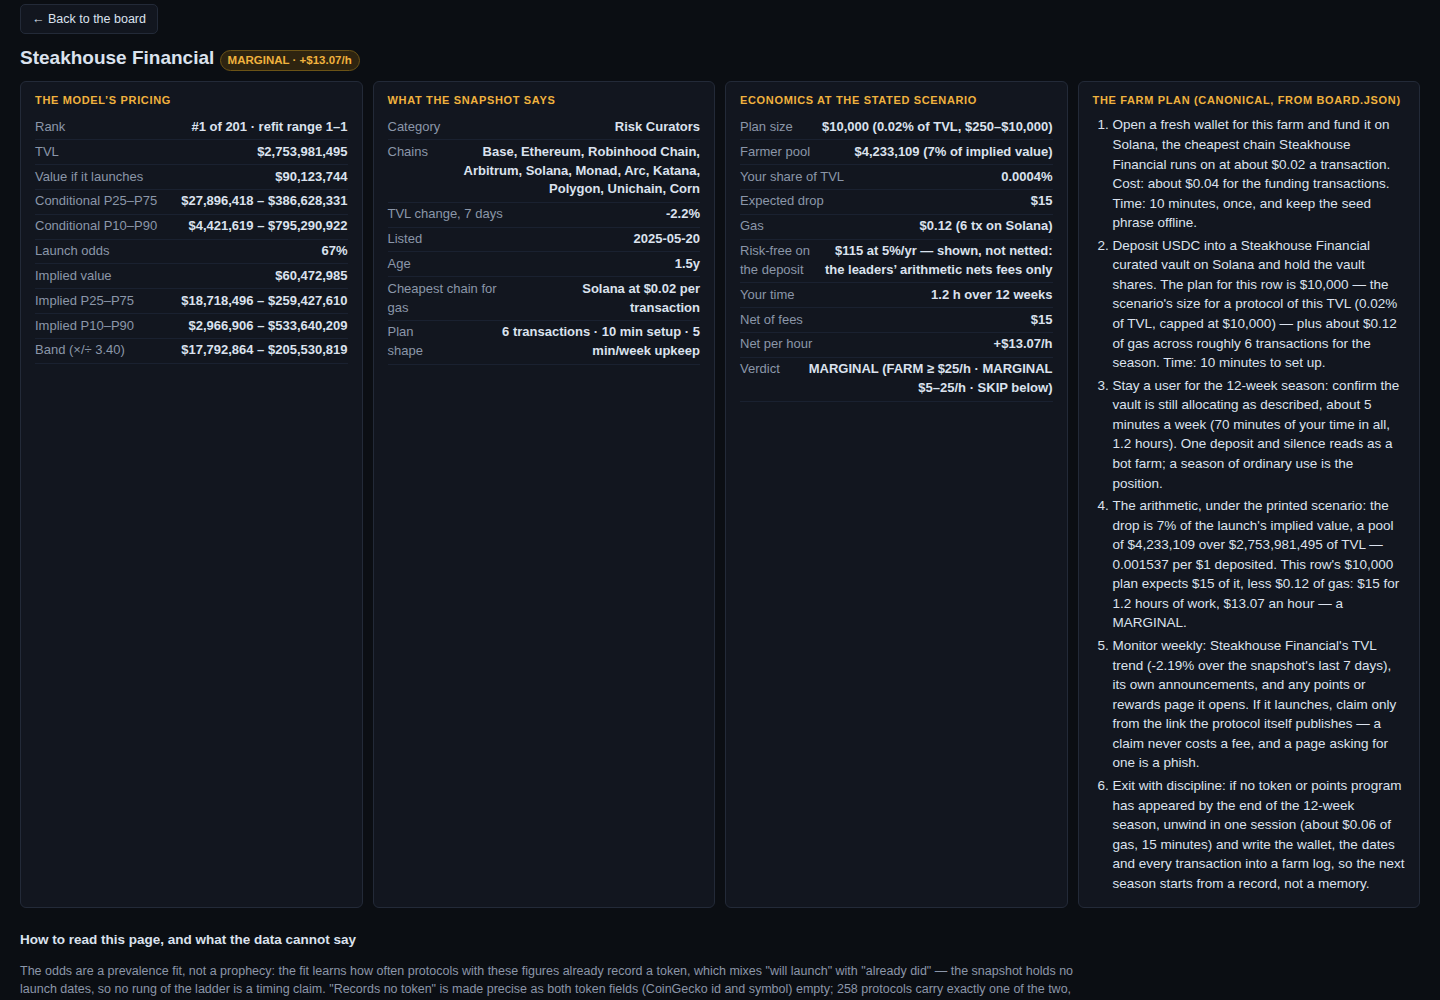 ← Back to the board
Steakhouse Financial MARGINAL · +$13.07/h
THE MODEL'S PRICING
Rank #1 of 201 · refit range 1–1
TVL $2,753,981,495
Value if it launches $90,123,744
Conditional P25–P75 $27,896,418 – $386,628,331
Conditional P10–P90 $4,421,619 – $795,290,922
Launch odds 67%
Implied value $60,472,985
Implied P25–P75 $18,718,496 – $259,427,610
Implied P10–P90 $2,966,906 – $533,640,209
Band (×/÷ 3.40) $17,792,864 – $205,530,819
WHAT THE SNAPSHOT SAYS
Category Risk Curators
Chains Base, Ethereum, Robinhood Chain,
Arbitrum, Solana, Monad, Arc, Katana,
Polygon, Unichain, Corn
TVL change, 7 days -2.2%
Listed 2025-05-20
Age 1.5y
Cheapest chain for Solana at $0.02 per
gas transaction
Plan 6 transactions · 10 min setup · 5
shape min/week upkeep
ECONOMICS AT THE STATED SCENARIO
Plan size $10,000 (0.02% of TVL, $250–$10,000)
Farmer pool $4,233,109 (7% of implied value)
Your share of TVL 0.0004%
Expected drop $15
Gas $0.12 (6 tx on Solana)
Risk-free on $115 at 5%/yr — shown, not netted:
the deposit the leaders’ arithmetic nets fees only
Your time 1.2 h over 12 weeks
Net of fees $15
Net per hour +$13.07/h
Verdict MARGINAL (FARM ≥ $25/h · MARGINAL
$5–25/h · SKIP below)
THE FARM PLAN (CANONICAL, FROM BOARD.JSON)
1. Open a fresh wallet for this farm and fund it on
Solana, the cheapest chain Steakhouse
Financial runs on at about $0.02 a transaction.
Cost: about $0.04 for the funding transactions.
Time: 10 minutes, once, and keep the seed
phrase offline.
2. Deposit USDC into a Steakhouse Financial
curated vault on Solana and hold the vault
shares. The plan for this row is $10,000 — the
scenario's size for a protocol of this TVL (0.02%
of TVL, capped at $10,000) — plus about $0.12
of gas across roughly 6 transactions for the
season. Time: 10 minutes to set up.
3. Stay a user for the 12-week season: confirm the
vault is still allocating as described, about 5
minutes a week (70 minutes of your time in all,
1.2 hours). One deposit and silence reads as a
bot farm; a season of ordinary use is the
position.
4. The arithmetic, under the printed scenario: the
drop is 7% of the launch's implied value, a pool
of $4,233,109 over $2,753,981,495 of TVL —
0.001537 per $1 deposited. This row's $10,000
plan expects $15 of it, less $0.12 of gas: $15 for
1.2 hours of work, $13.07 an hour — a
MARGINAL.
5. Monitor weekly: Steakhouse Financial's TVL
trend (-2.19% over the snapshot's last 7 days),
its own announcements, and any points or
rewards page it opens. If it launches, claim only
from the link the protocol itself publishes — a
claim never costs a fee, and a page asking for
one is a phish.
6. Exit with discipline: if no token or points program
has appeared by the end of the 12-week
season, unwind in one session (about $0.06 of
gas, 15 minutes) and write the wallet, the dates
and every transaction into a farm log, so the next
season starts from a record, not a memory.
How to read this page, and what the data cannot say
The odds are a prevalence fit, not a prophecy: the fit learns how often protocols with these figures already record a token, which mixes "will launch" with "already did" — the snapshot holds no
launch dates, so no rung of the ladder is a timing claim. "Records no token" is made precise as both token fields (CoinGecko id and symbol) empty; 258 protocols carry exactly one of the two,